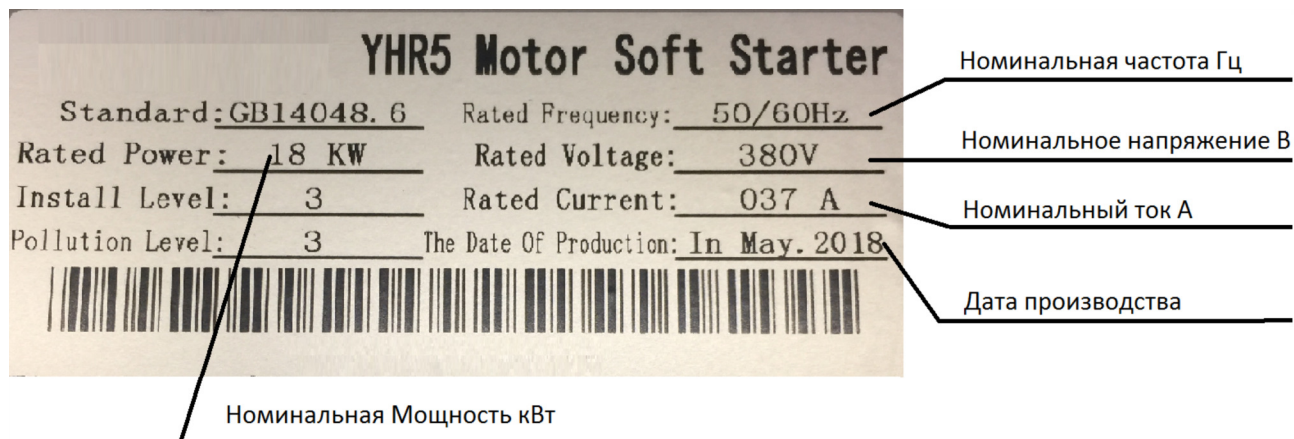 YHR5 Motor Soft Starter
Номинальная частота Гц
Standard: GB14048.6 Rated Frequency: 50/60Hz
Номинальное напряжение В
Rated Power: 18 KW Rated Voltage: 380V
Install Level: 3 Rated Current: 037 A
Номинальный ток А
Pollution Level: 3 The Date Of Production: In May. 2018
Дата производства
Номинальная Мощность кВт